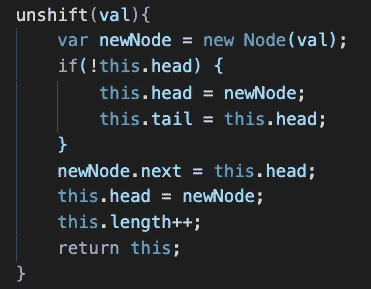 unshift(val){
    var newNode = new Node(val);
    if(!this.head) {
        this.head = newNode;
        this.tail = this.head;
    }
    newNode.next = this.head;
    this.head = newNode;
    this.length++;
    return this;
}